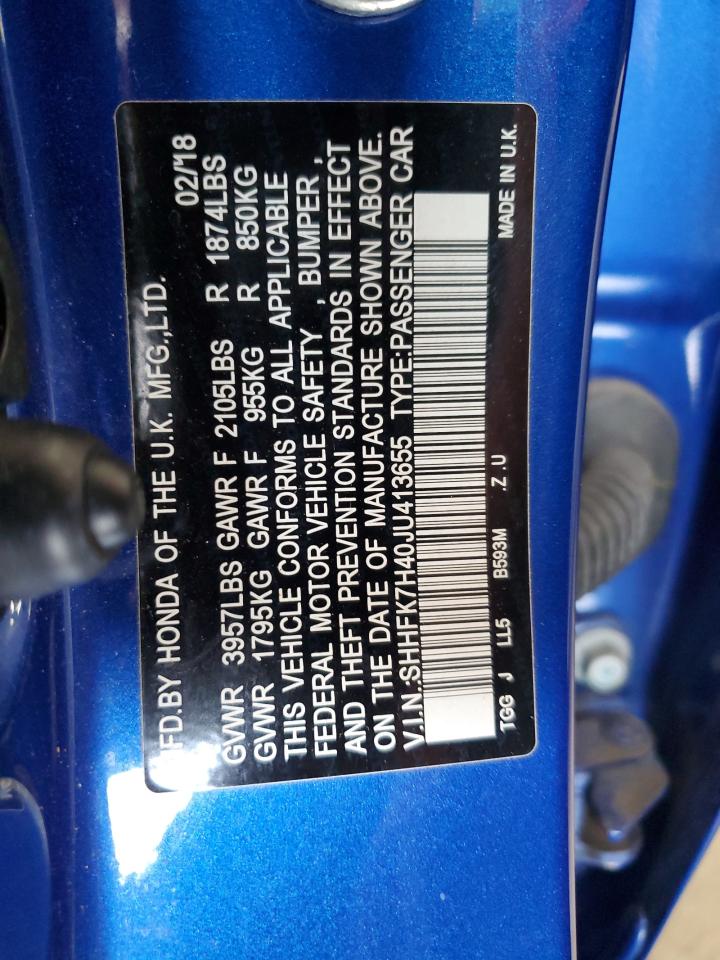 MFD.BY HONDA OF THE U.K. MFG.,LTD. 02/18
GVWR 3957LBS GAWR F 2105LBS R 1874LBS
GVWR 1795KG GAWR F 955KG R 850KG
THIS VEHICLE CONFORMS TO ALL APPLICABLE
FEDERAL MOTOR VEHICLE SAFETY , BUMPER ,
AND THEFT PREVENTION STANDARDS IN EFFECT
ON THE DATE OF MANUFACTURE SHOWN ABOVE.
V.I.N.:SHHFK7H40JU413655 TYPE:PASSENGER CAR
TGG J LL5 B593M .Z .U MADE IN U.K.